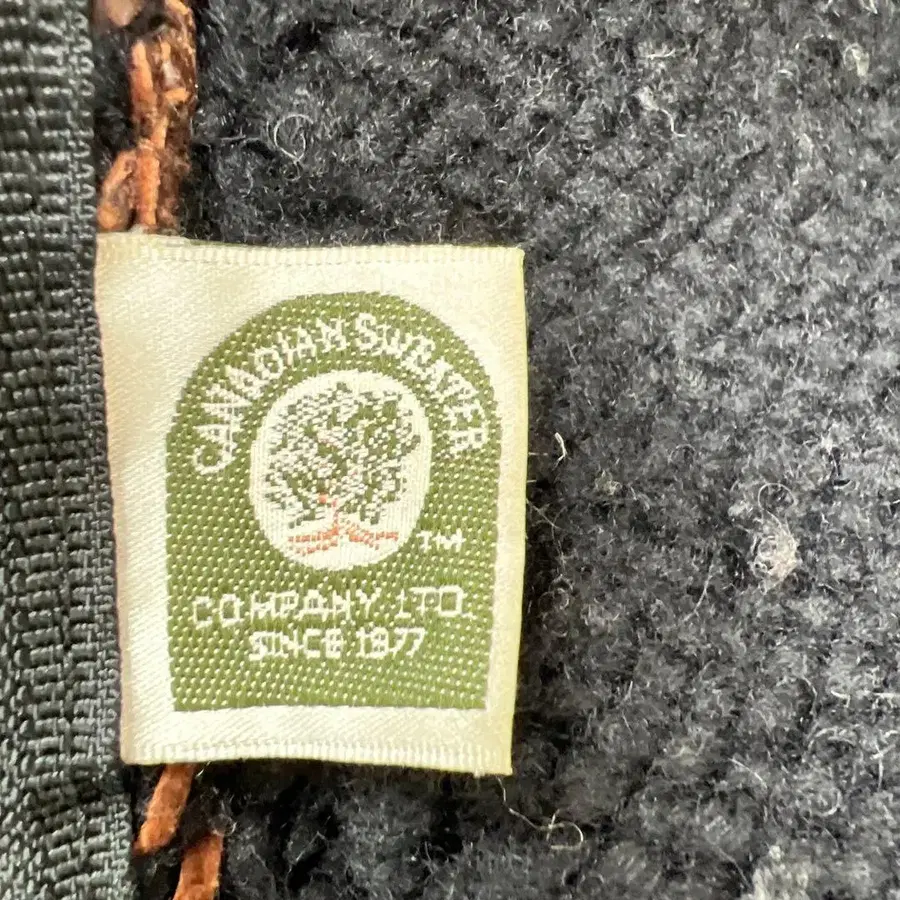 CANADIAN SWEATER
TM
COMPANY LTD.
SINCE 1977